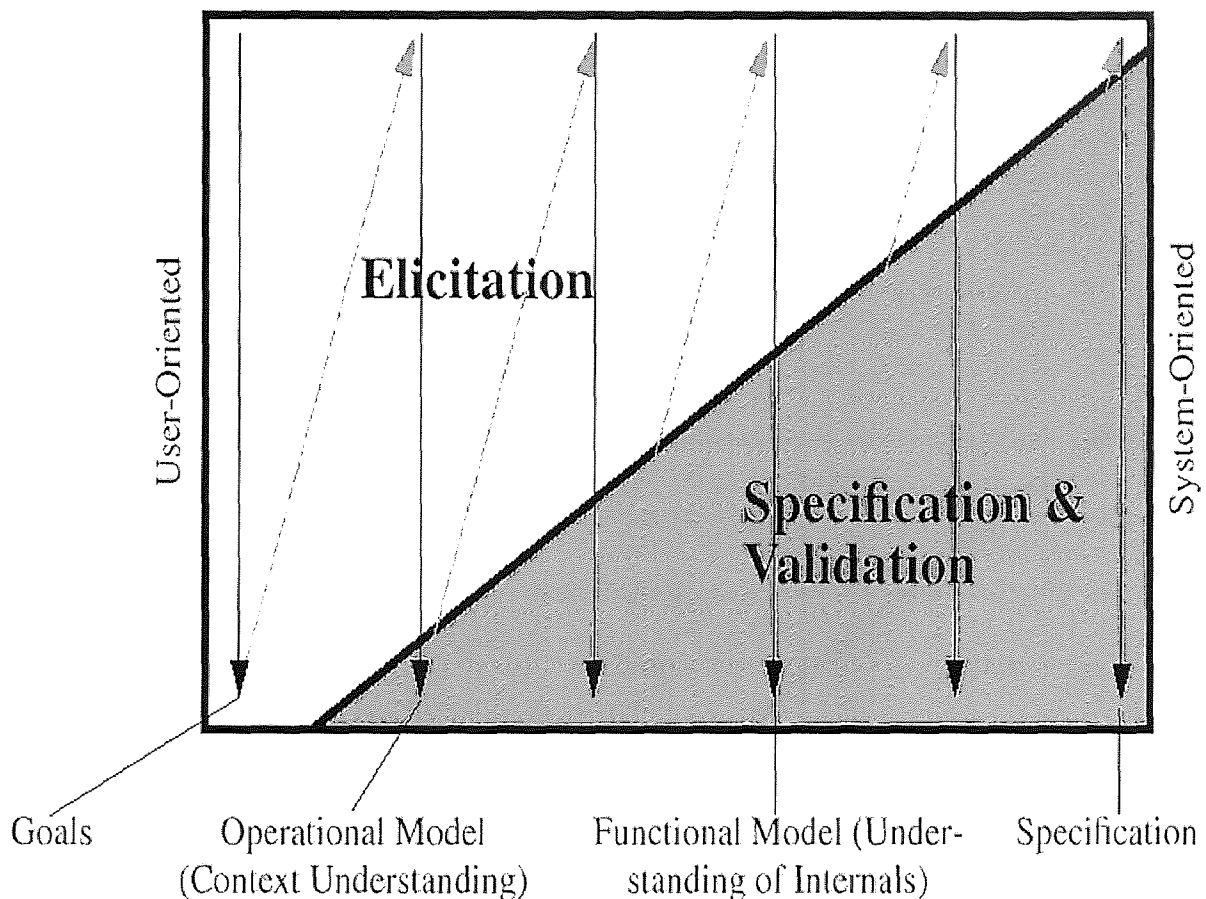 User-Oriented
Elicitation
Specification &
Validation
System-Oriented
Goals
Operational Model
(Context Understanding)
Functional Model (Under-
standing of Internals)
Specification